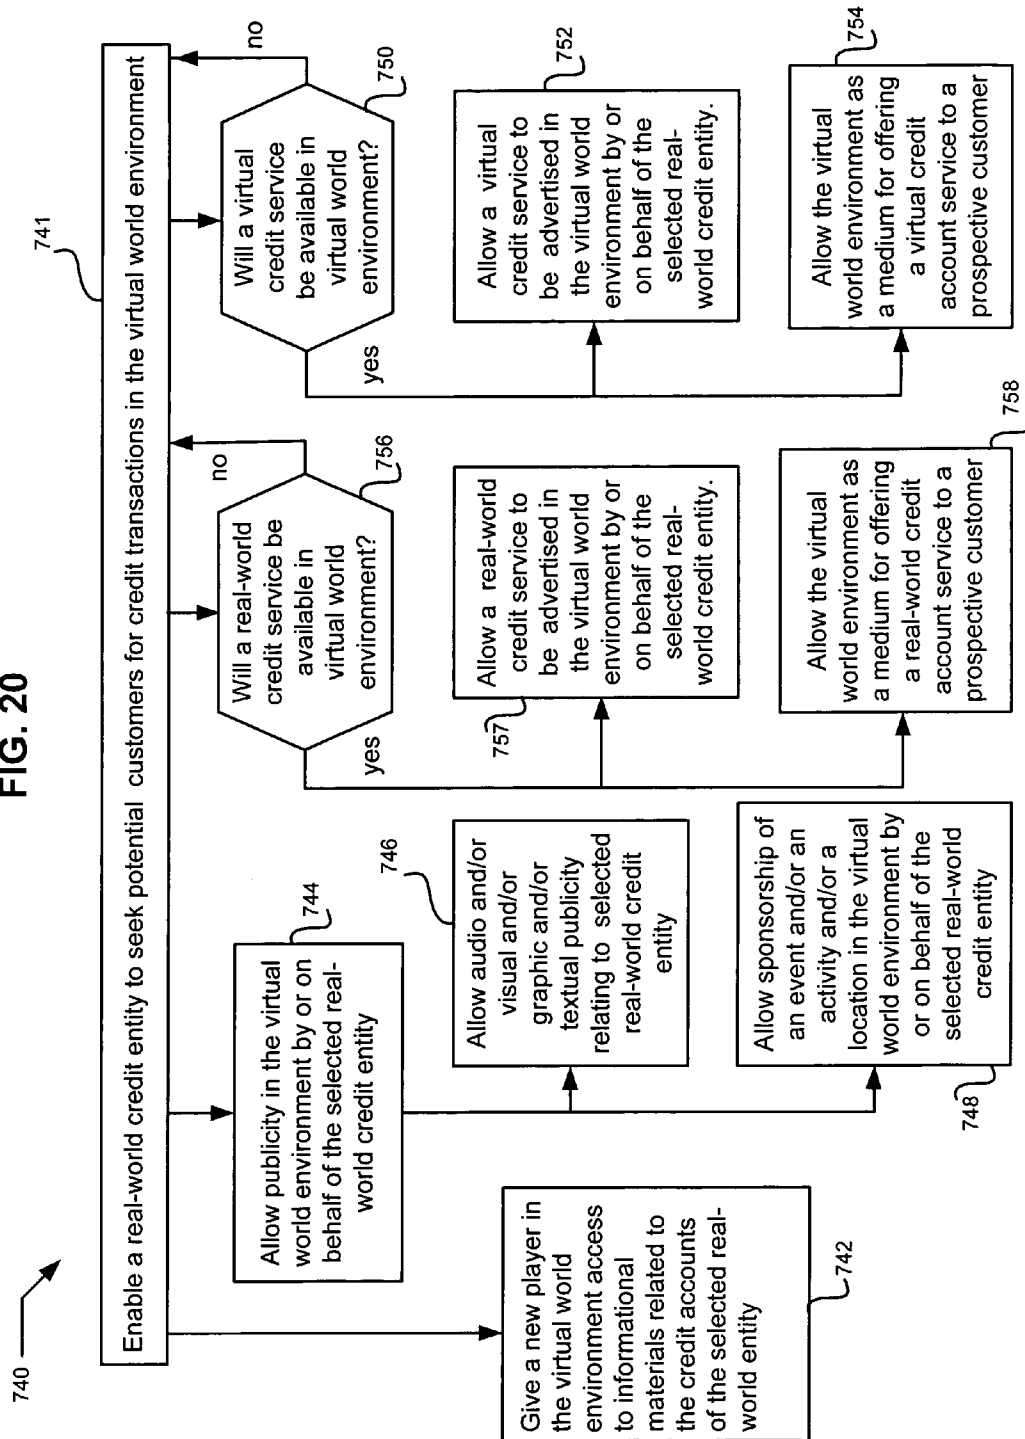 FIG. 20
740
741
Enable a real-world credit entity to seek potential customers for credit transactions in the virtual world environment
Give a new player in
the virtual world
environment access
to informational
materials related to
the credit accounts
of the selected real-
world entity
742
Allow publicity in the virtual
world environment by or on
behalf of the selected real-
world credit entity
744
Allow audio and/or
visual and/or
graphic and/or
textual publicity
relating to selected
real-world credit
entity
746
Allow sponsorship of
an event and/or an
activity and/or a
location in the virtual
world environment by
or on behalf of the
selected real-world
credit entity
748
Will a real-world
credit service be
available in
virtual world
environment?
756
no
yes
Allow a real-world
credit service to
be advertised in
the virtual world
environment by or
on behalf of the
selected real-
world credit entity.
757
Allow the virtual
world environment as
a medium for offering
a real-world credit
account service to a
prospective customer
758
Will a virtual
credit service
be available in
virtual world
environment?
750
no
yes
Allow a virtual
credit service to
be advertised in
the virtual world
environment by or
on behalf of the
selected real-
world credit entity.
752
Allow the virtual
world environment as
a medium for offering
a virtual credit
account service to a
prospective customer
754